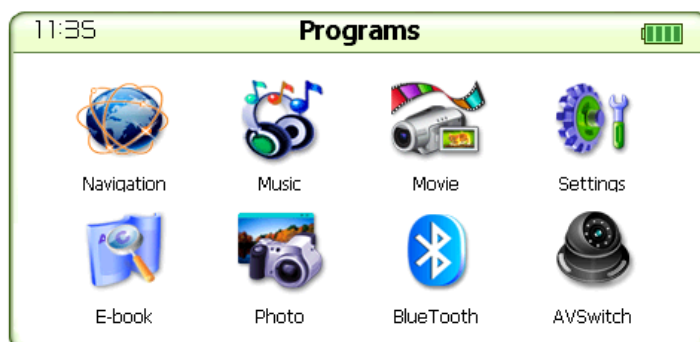 11:35 Programs
Navigation Music Movie Settings
E-book Photo BlueTooth AVSwitch